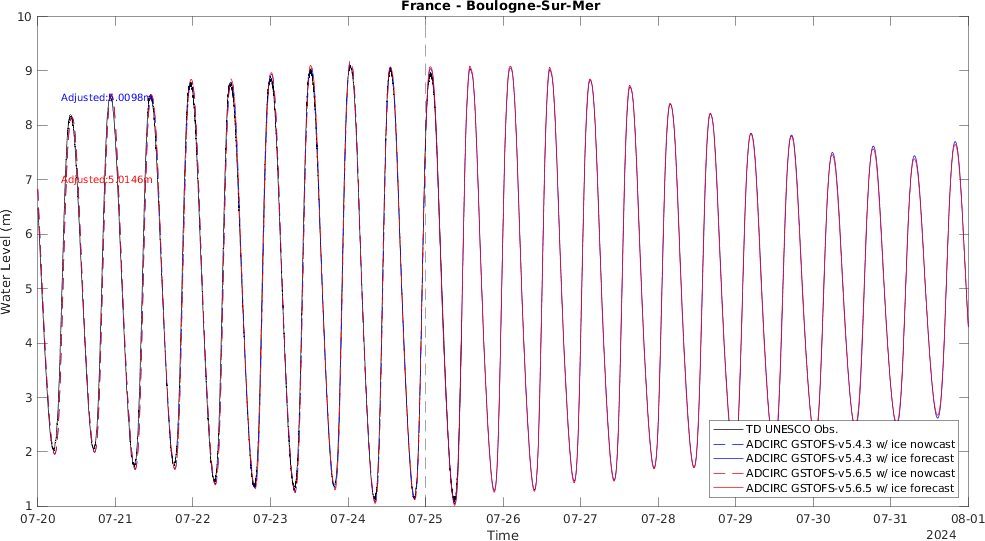 France - Boulogne-Sur-Mer
10
9
8
7
6
5
4
3
2
1
Water Level (m)
Adjusted:5.0098m
Adjusted:5.0146m
TD UNESCO Obs.
ADCIRC GSTOFS-v5.4.3 w/ ice nowcast
ADCIRC GSTOFS-v5.4.3 w/ ice forecast
ADCIRC GSTOFS-v5.6.5 w/ ice nowcast
ADCIRC GSTOFS-v5.6.5 w/ ice forecast
07-20 07-21 07-22 07-23 07-24 07-25 07-26 07-27 07-28 07-29 07-30 07-31 08-01
Time
2024